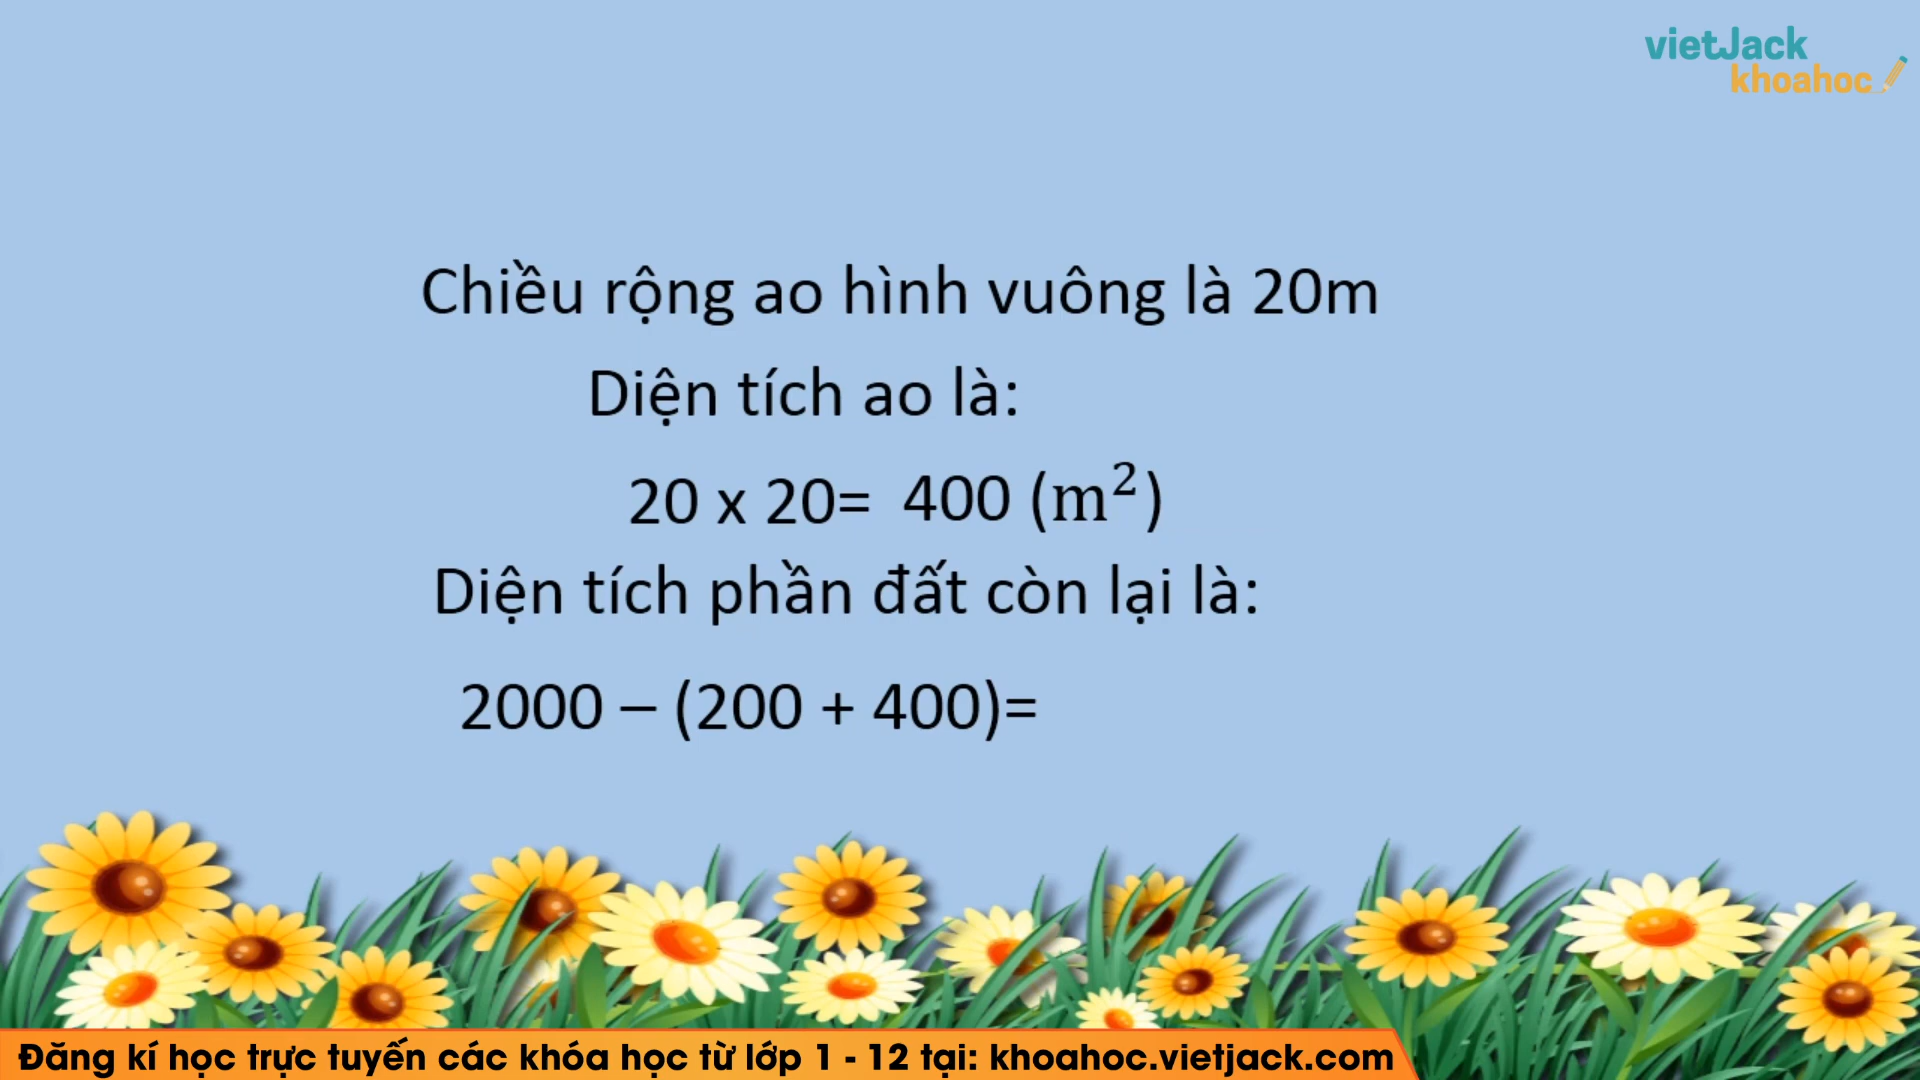 vietJack
khoahoc
Chiều rộng ao hình vuông là 20m
Diện tích ao là:
20 x 20= 400 (m²)
Diện tích phần đất còn lại là:
2000 – (200 + 400)=
Đăng kí học trực tuyến các khóa học từ lớp 1 - 12 tại: khoahoc.vietjack.com